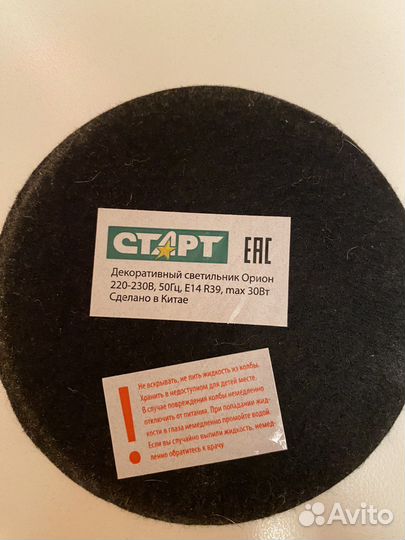 СТАРТ EAC
Декоративный светильник Орион
220-230В, 50Гц, E14 R39, max 30Вт
Сделано в Китае
! Не вскрывать, не пить жидкость из колбы.
Хранить в недоступном для детей месте.
В случае повреждения колбы немедленно
отключить от питания. При попадании жид-
кости в глаза немедленно промойте водой.
Если вы случайно выпили жидкость, немед-
ленно обратитесь к врачу.
Avito